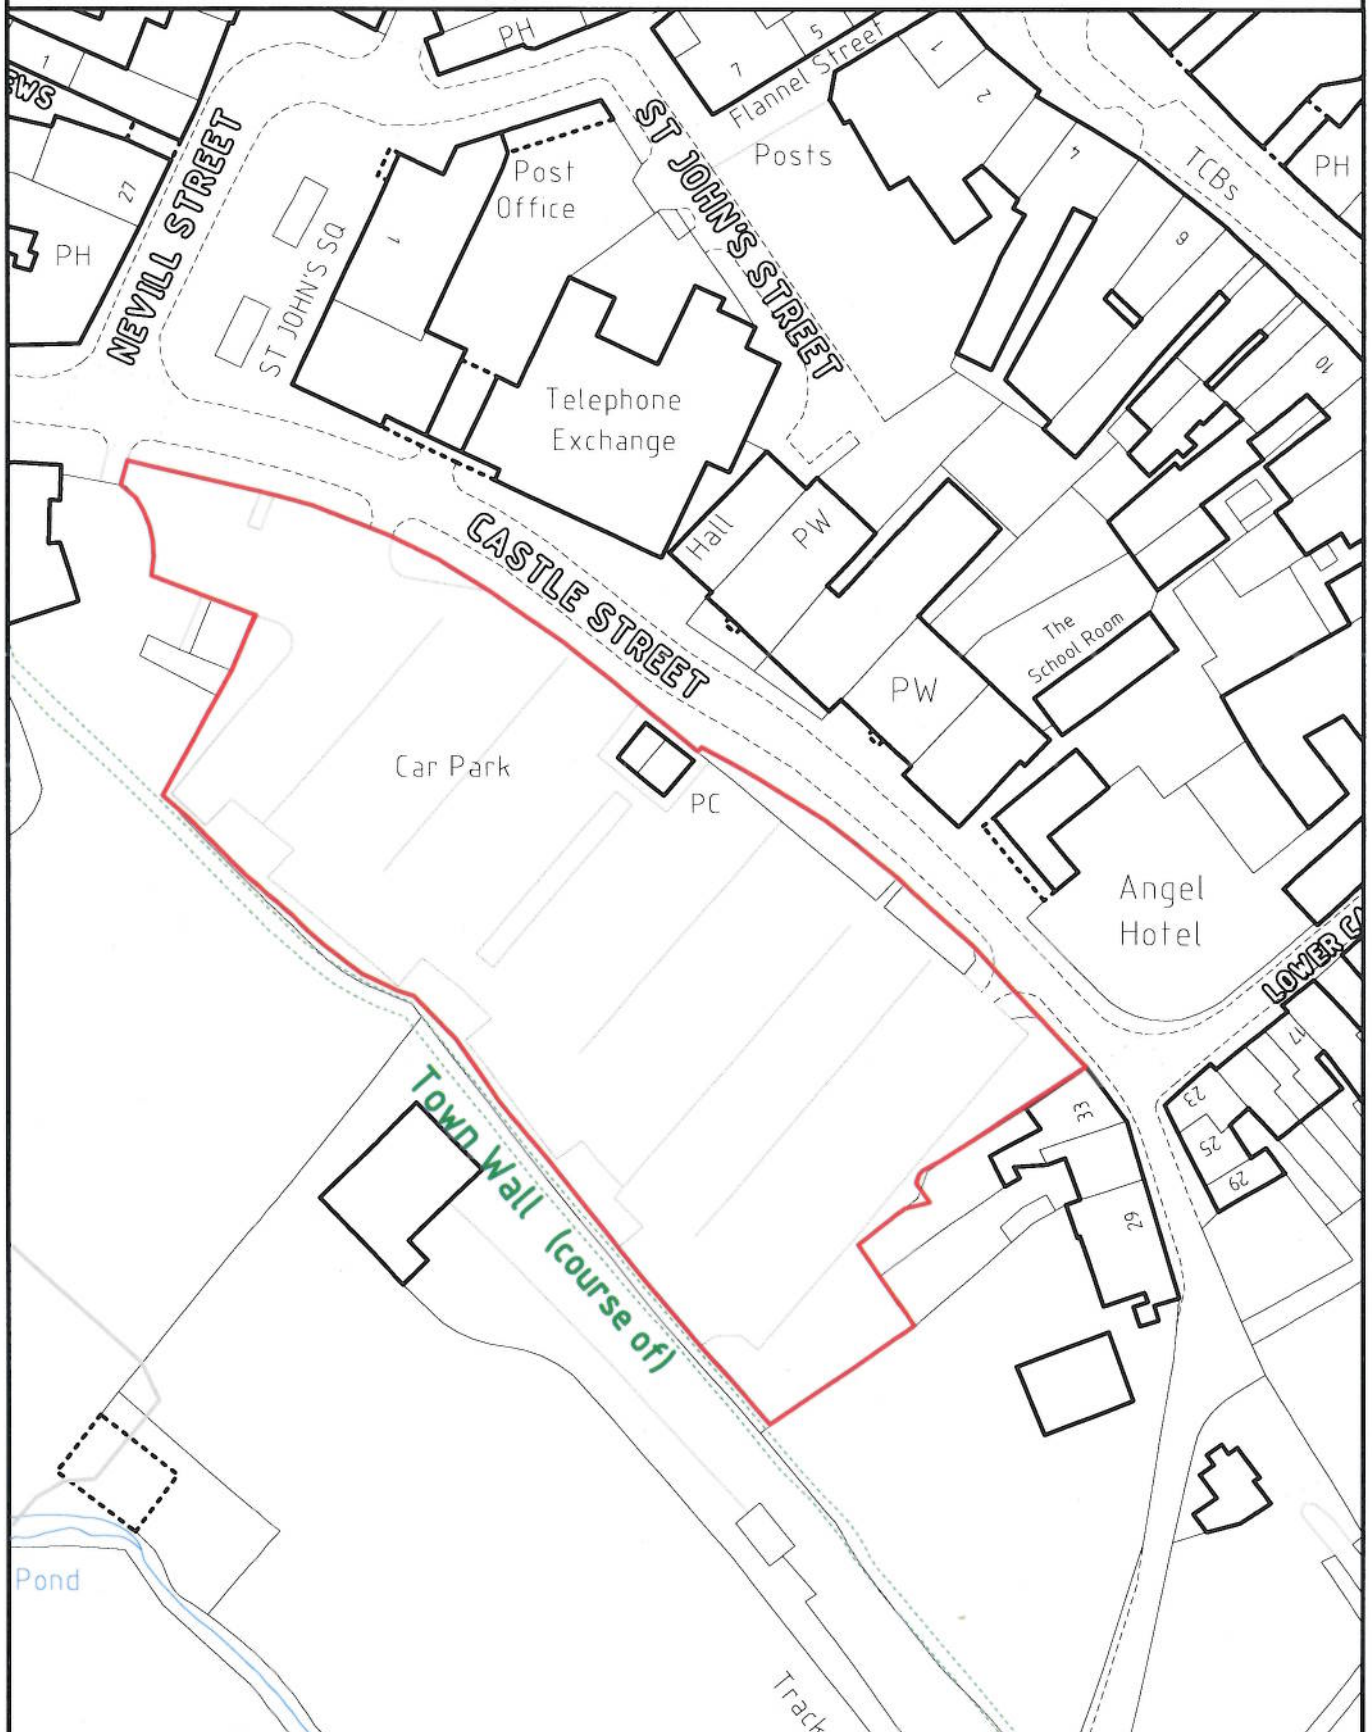 PH
5
7
Flannel Street
1
2
1
EWS
27
PH
NEVILL STREET
ST JOHN'S SQ
1
Post
Office
ST JOHN'S STREET
Posts
4
TCBs
PH
6
10
Telephone
Exchange
Hall
PW
CASTLE STREET
The
School Room
PW
Car Park
PC
Angel
Hotel
LOWER CA
17
23
25
29
33
29
Town Wall (course of)
Pond
Track